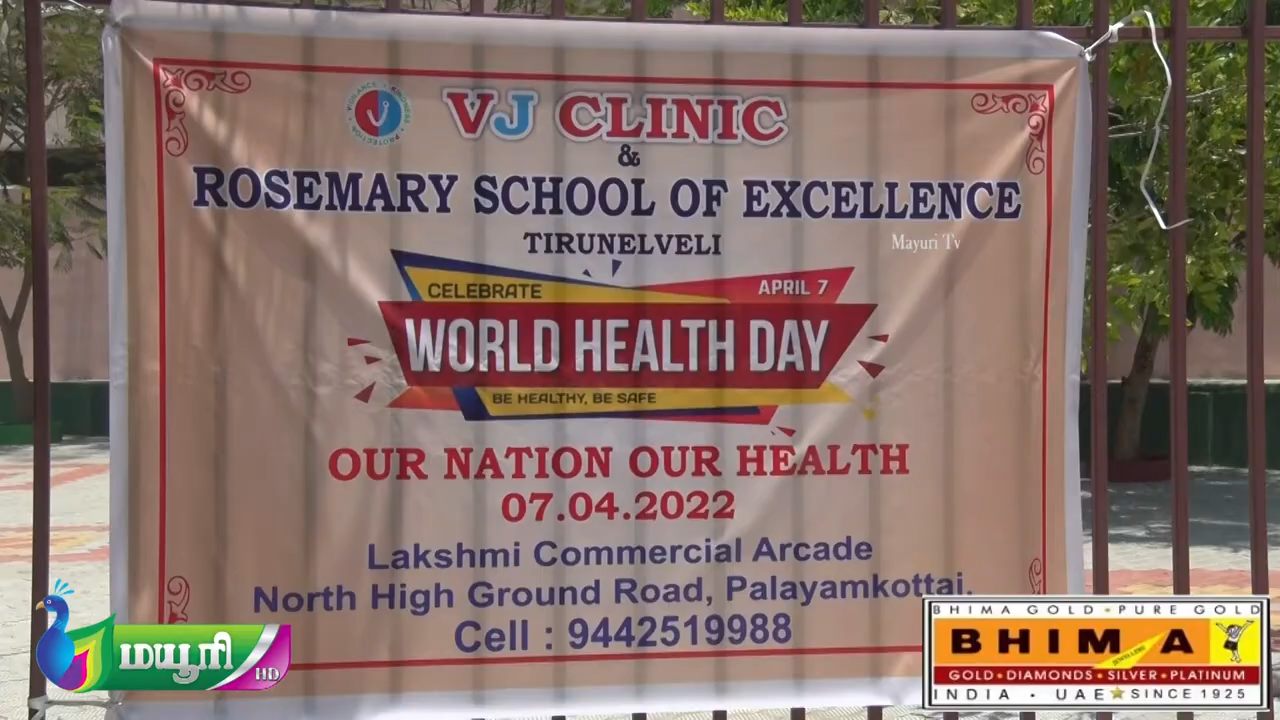 VJ CLINIC
&
ROSEMARY SCHOOL OF EXCELLENCE
TIRUNELVELI
Mayuri Tv
CELEBRATE
APRIL 7
WORLD HEALTH DAY
BE HEALTHY, BE SAFE
OUR NATION OUR HEALTH
07.04.2022
Lakshmi Commercial Arcade
North High Ground Road, Palayamkottai.
Cell : 9442519988
மயூரி
HD
BHIMA GOLD • PURE GOLD
BHIMA
JEWELLERS
GOLD • DIAMONDS • SILVER • PLATINUM
INDIA • UAE ★ SINCE 1925